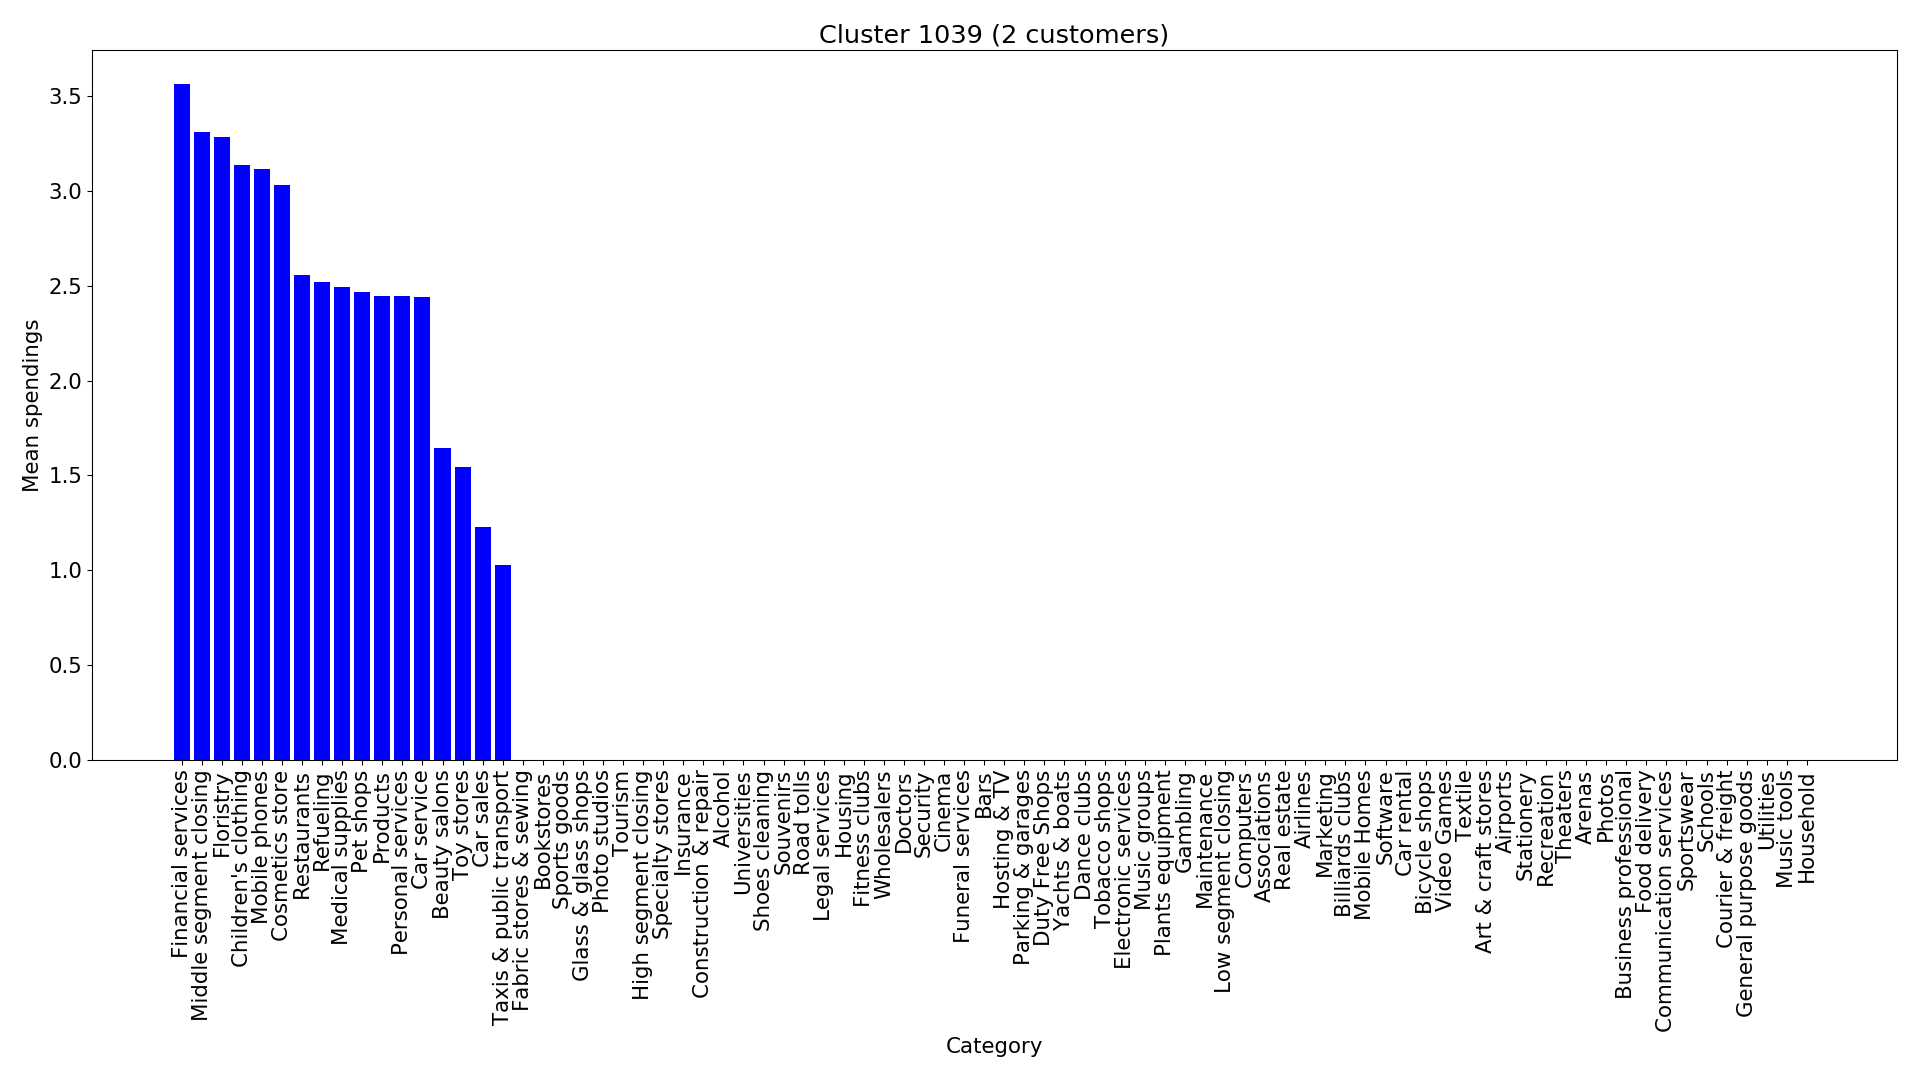 Cluster 1039 (2 customers)
Mean spendings
3.5
3.0
2.5
2.0
1.5
1.0
0.5
0.0
Financial services
Middle segment closing
Floristry
Children's clothing
Mobile phones
Cosmetics store
Restaurants
Refueling
Medical supplies
Pet shops
Products
Personal services
Car service
Beauty salons
Toy stores
Car sales
Taxis & public transport
Fabric stores & sewing
Bookstores
Sports goods
Glass & glass shops
Photo studios
Tourism
High segment closing
Specialty stores
Insurance
Construction & repair
Alcohol
Universities
Shoes cleaning
Souvenirs
Road tolls
Legal services
Housing
Fitness clubs
Wholesalers
Doctors
Security
Cinema
Funeral services
Bars
Hosting & TV
Parking & garages
Duty Free Shops
Yachts & boats
Dance clubs
Tobacco shops
Electronic services
Music groups
Plants equipment
Gambling
Maintenance
Low segment closing
Computers
Associations
Real estate
Airlines
Marketing
Billiards clubs
Mobile Homes
Software
Car rental
Bicycle shops
Video Games
Textile
Art & craft stores
Airports
Stationery
Recreation
Theaters
Arenas
Photos
Business professional
Food delivery
Communication services
Sportswear
Schools
Courier & freight
General purpose goods
Utilities
Music tools
Household
Category